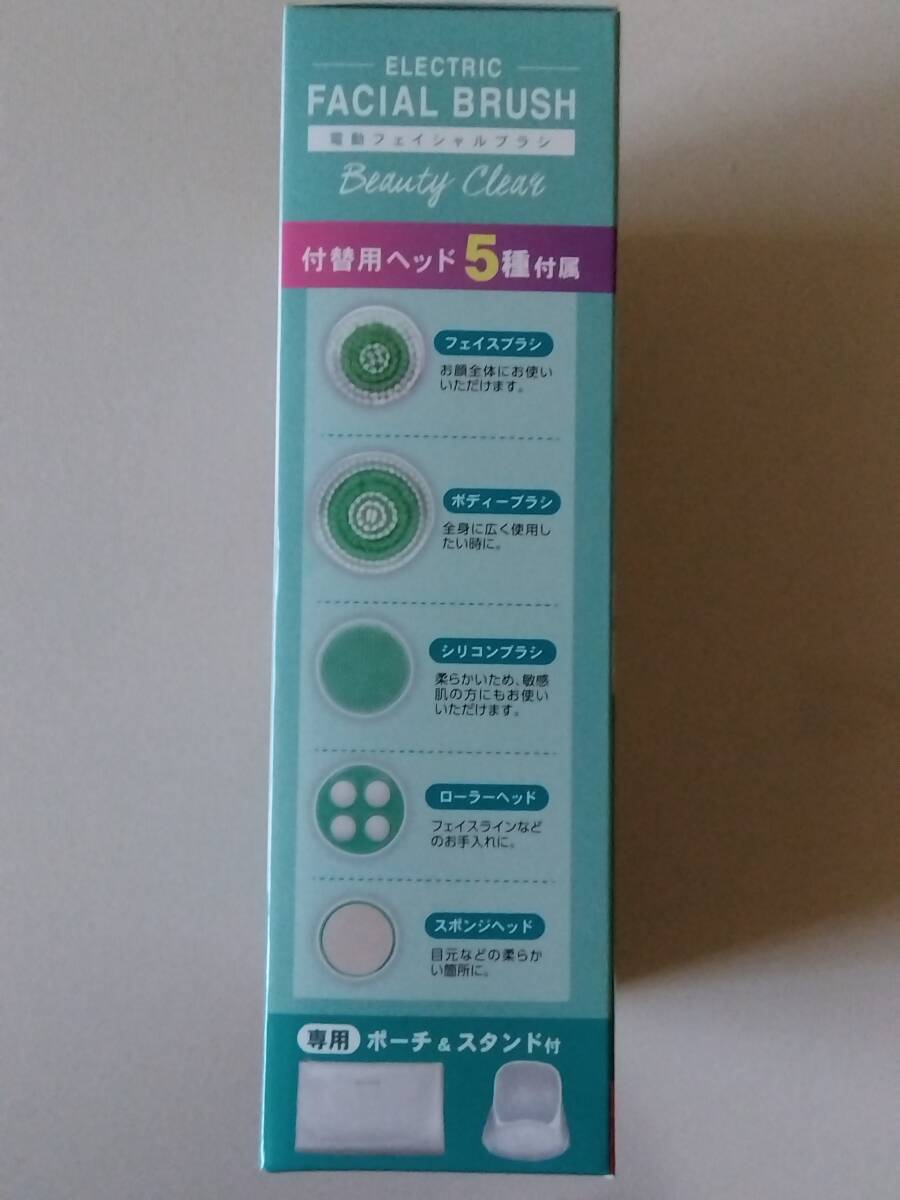 ELECTRIC
FACIAL BRUSH
電動フェイシャルブラシ
Beauty Clear
付替用ヘッド5種付属
フェイスブラシ
お顔全体にお使い
いただけます。
ボディーブラシ
全身に広く使用し
たい時に。
シリコンブラシ
柔らかいため、敏感
肌の方にもお使い
いただけます。
ローラーヘッド
フェイスラインなど
のお手入れに。
スポンジヘッド
目元などの柔らか
い箇所に。
専用 ポーチ & スタンド付